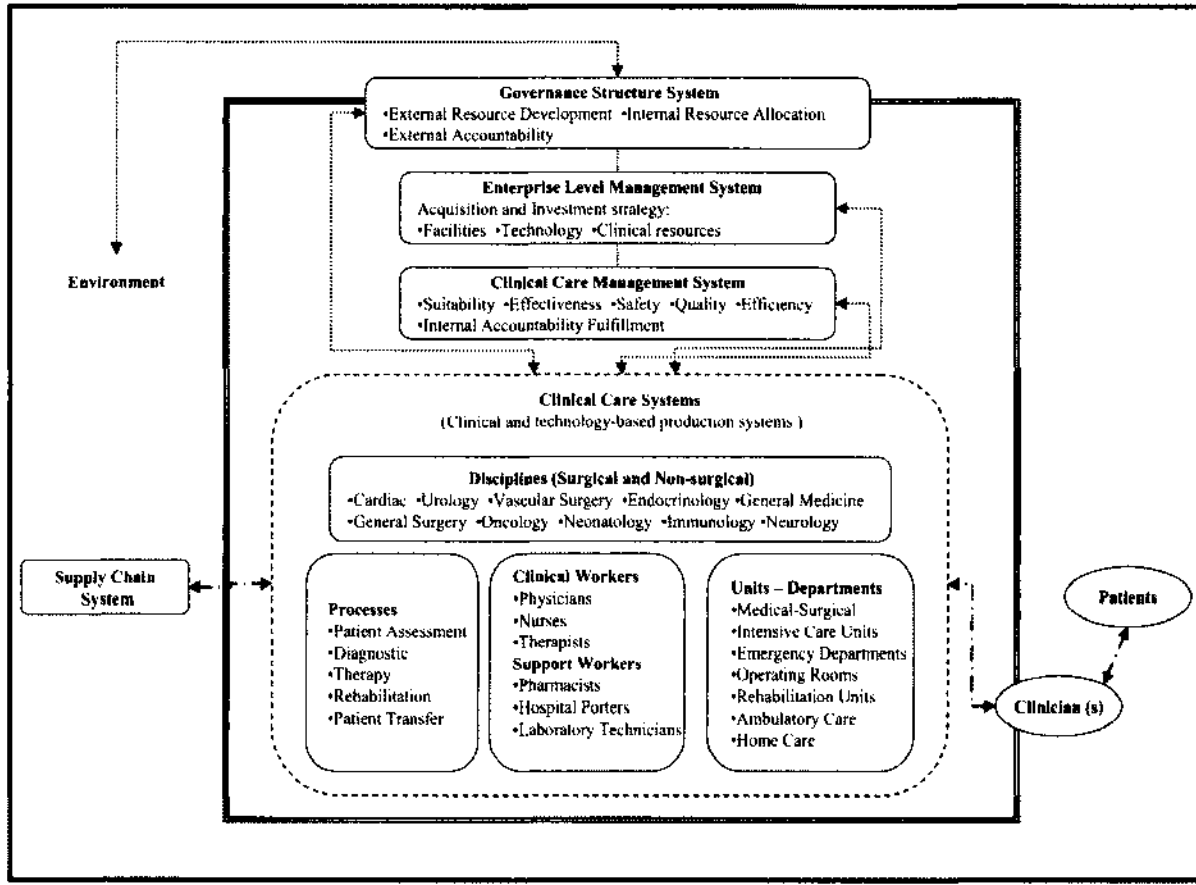 Governance Structure System
•External Resource Development •Internal Resource Allocation
•External Accountability
Enterprise Level Management System
Acquisition and Investment strategy:
•Facilities •Technology •Clinical resources
Environment
Clinical Care Management System
•Suitability •Effectiveness •Safety •Quality •Efficiency
•Internal Accountability Fulfillment
Clinical Care Systems
(Clinical and technology-based production systems )
Disciplines (Surgical and Non-surgical)
•Cardiac •Urology •Vascular Surgery •Endocrinology •General Medicine
•General Surgery •Oncology •Neonatology •Immunology •Neurology
Supply Chain
System
Processes
•Patient Assessment
•Diagnostic
•Therapy
•Rehabilitation
•Patient Transfer
Clinical Workers
•Physicians
•Nurses
•Therapists
Support Workers
•Pharmacists
•Hospital Porters
•Laboratory Technicians
Units – Departments
•Medical-Surgical
•Intensive Care Units
•Emergency Departments
•Operating Rooms
•Rehabilitation Units
•Ambulatory Care
•Home Care
Patients
Clinician (s)